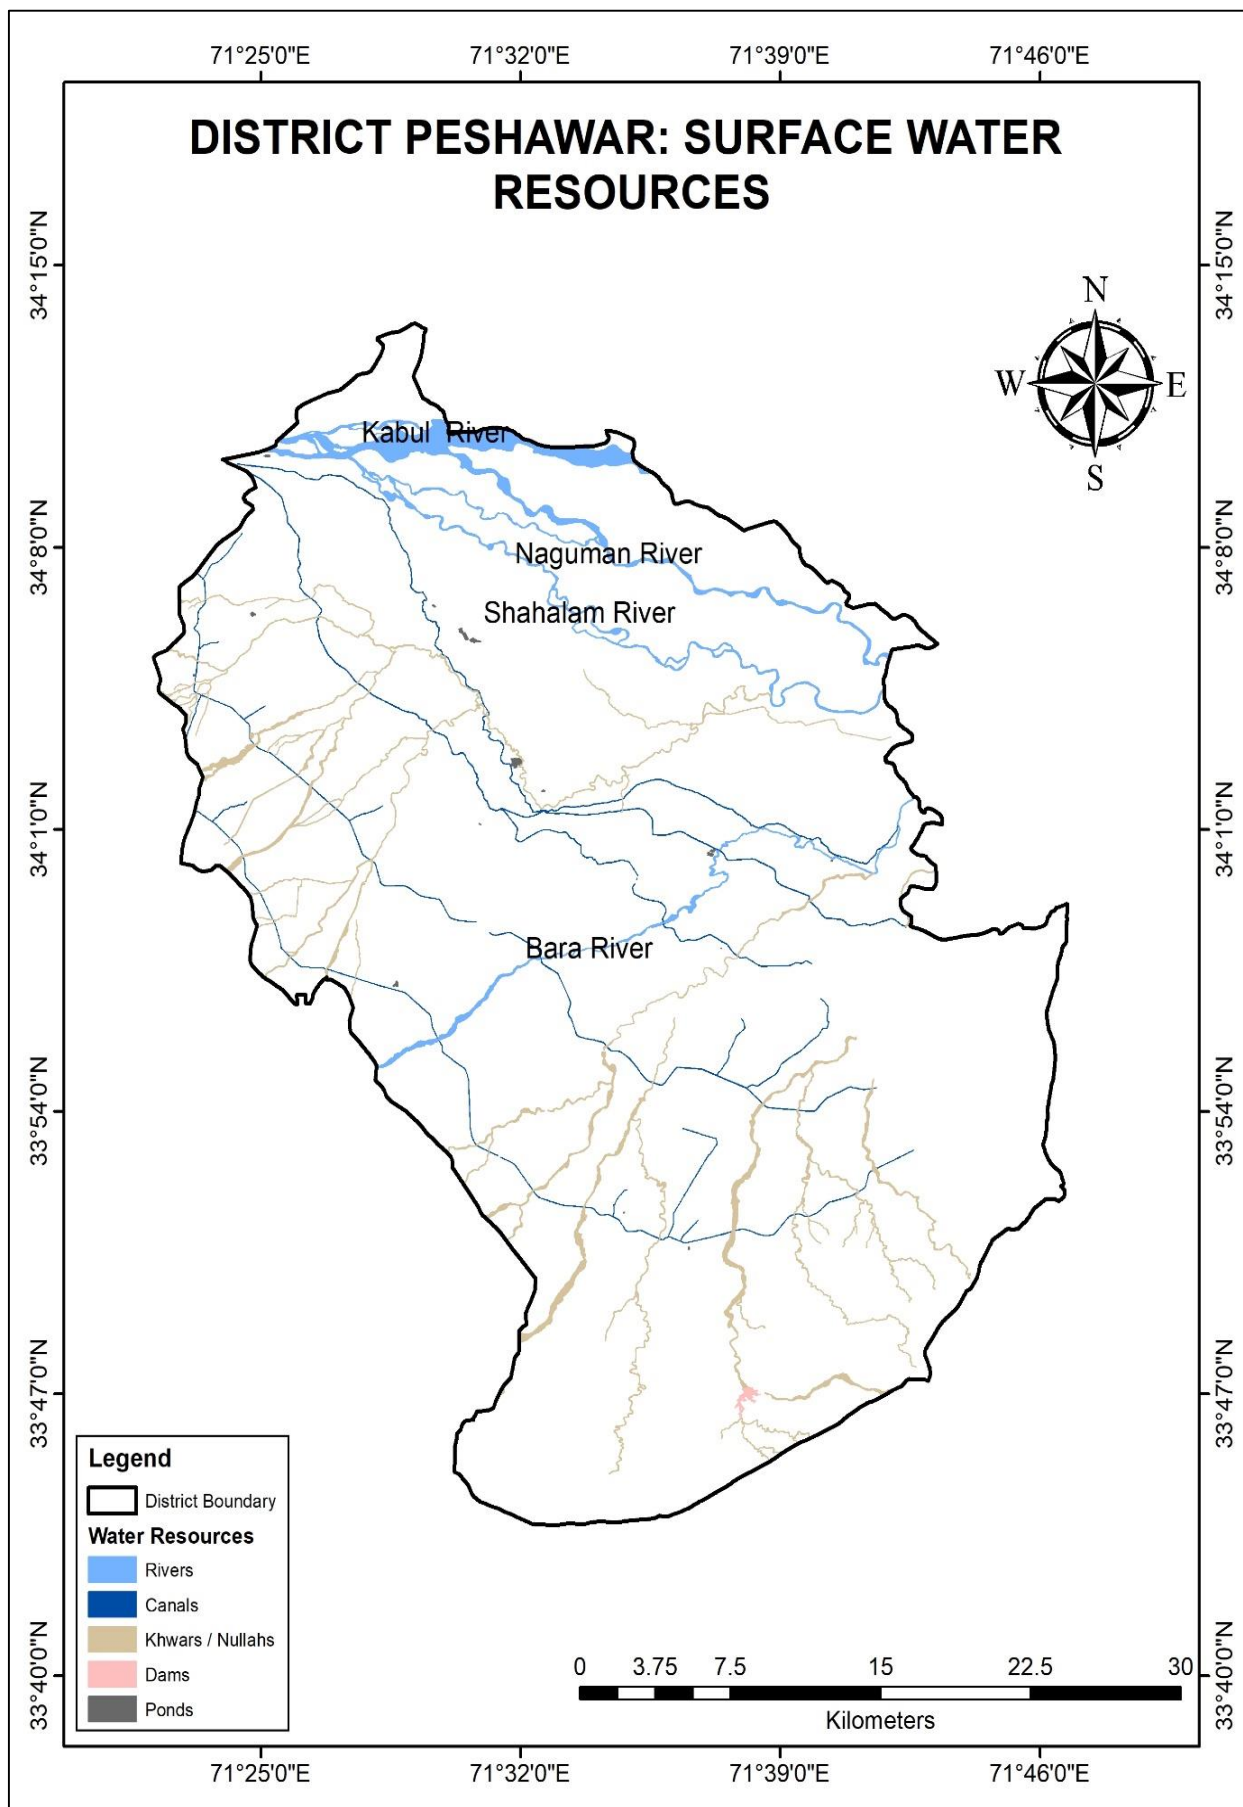 71°25'0"E 71°32'0"E 71°39'0"E 71°46'0"E
DISTRICT PESHAWAR: SURFACE WATER
RESOURCES
34°15'0"N 34°15'0"N
N
W E
S
Kabul River
34°8'0"N 34°8'0"N
Naguman River
Shahalam River
34°1'0"N 34°1'0"N
Bara River
33°54'0"N 33°54'0"N
33°47'0"N 33°47'0"N
Legend
District Boundary
Water Resources
Rivers
Canals
Khwars / Nullahs
Dams
Ponds
33°40'0"N 33°40'0"N
0 3.75 7.5 15 22.5 30
Kilometers
71°25'0"E 71°32'0"E 71°39'0"E 71°46'0"E